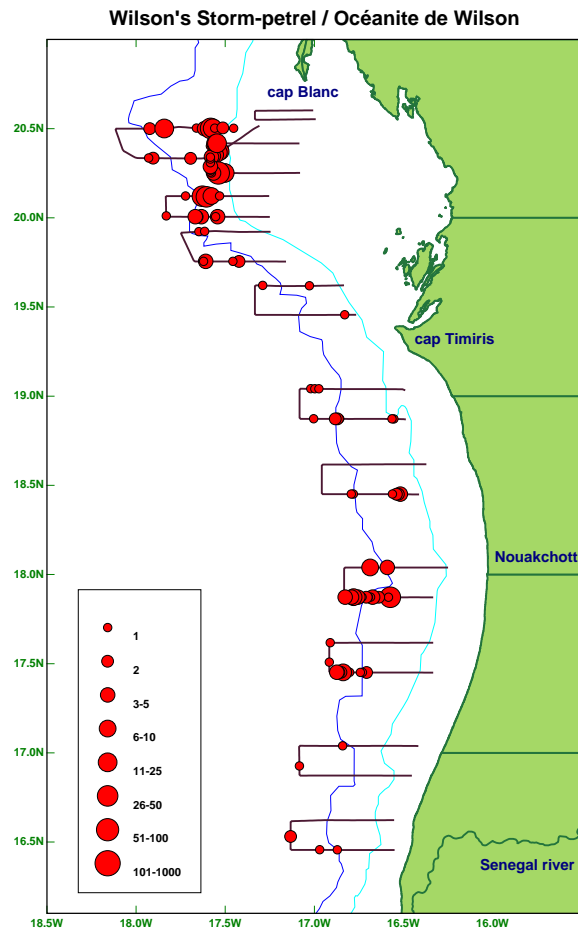 Wilson's Storm-petrel / Océanite de Wilson
cap Blanc
20.5N
20.0N
19.5N
cap Timiris
19.0N
18.5N
Nouakchott
18.0N
1
2
3-5
6-10
11-25
26-50
51-100
101-1000
17.5N
17.0N
16.5N
Senegal river
18.5W
18.0W
17.5W
17.0W
16.5W
16.0W